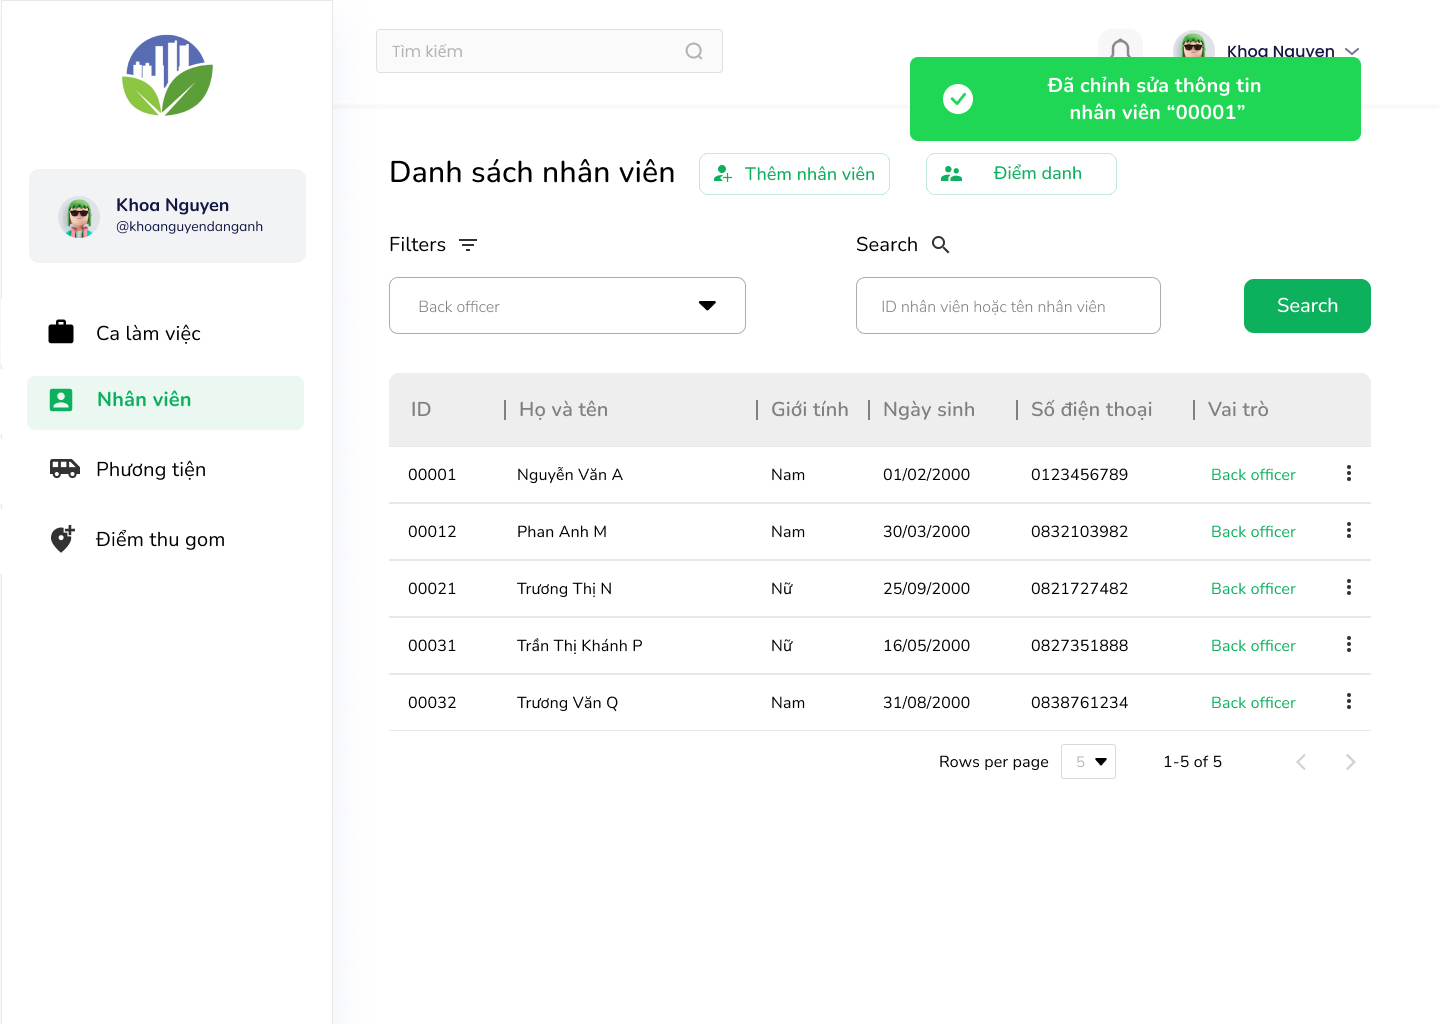 Tìm kiếm
Khoa Nguyen
Đã chỉnh sửa thông tin
nhân viên “00001”
Khoa Nguyen
@khoanguyendanganh
Ca làm việc
Nhân viên
Phương tiện
Điểm thu gom
Danh sách nhân viên
Thêm nhân viên
Điểm danh
Filters
Search
Back officer
ID nhân viên hoặc tên nhân viên
Search
ID Họ và tên Giới tính Ngày sinh Số điện thoại Vai trò
00001 Nguyễn Văn A Nam 01/02/2000 0123456789 Back officer
00012 Phan Anh M Nam 30/03/2000 0832103982 Back officer
00021 Trương Thị N Nữ 25/09/2000 0821727482 Back officer
00031 Trần Thị Khánh P Nữ 16/05/2000 0827351888 Back officer
00032 Trương Văn Q Nam 31/08/2000 0838761234 Back officer
Rows per page 5 1-5 of 5